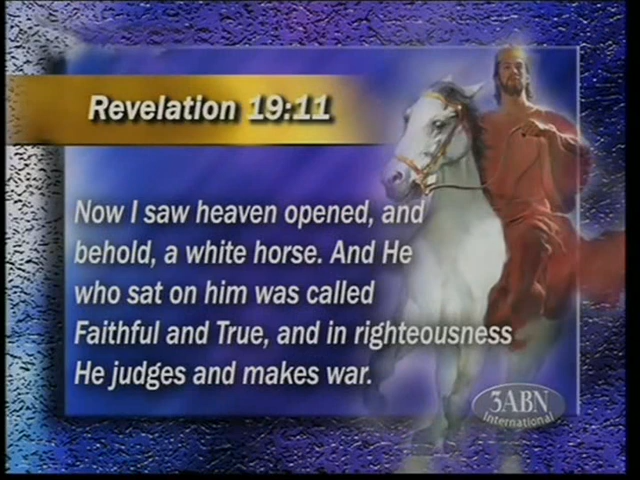 Revelation 19:11
Now I saw heaven opened, and
behold, a white horse. And He
who sat on him was called
Faithful and True, and in righteousness
He judges and makes war.
3ABN
International